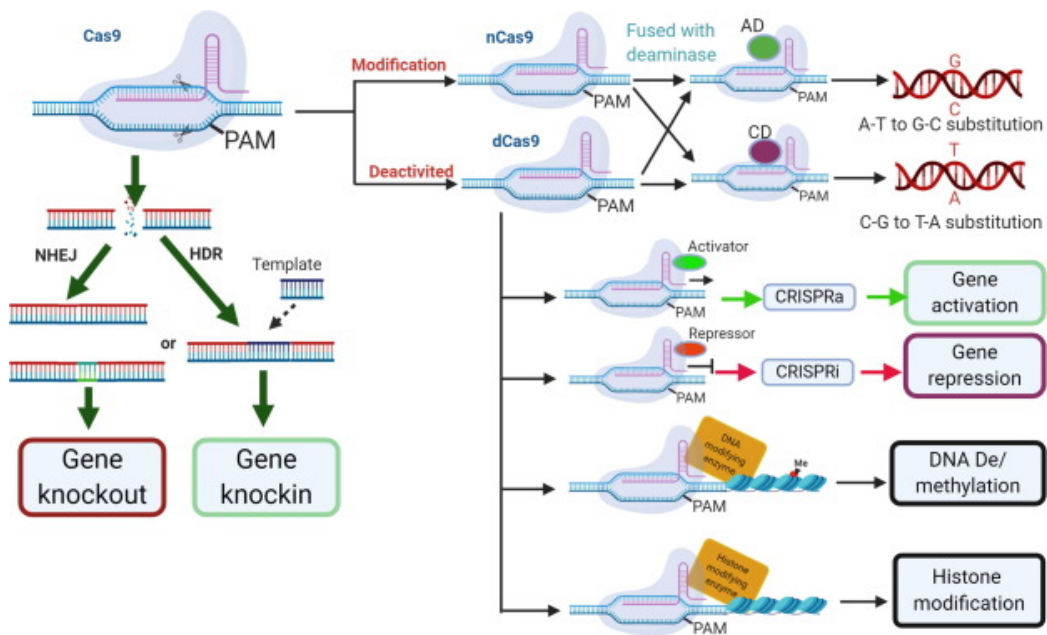 Cas9
PAM
NHEJ
HDR
Template
or
Gene
knockout
Gene
knockin
Modification
Deactivited
nCas9
PAM
dCas9
PAM
Fused with
deaminase
AD
PAM
CD
PAM
G
C
A-T to G-C substitution
T
A
C-G to T-A substitution
Activator
PAM
CRISPRa
Gene
activation
Repressor
PAM
CRISPRi
Gene
repression
DNA
modifying
enzyme
Me
PAM
DNA De/
methylation
Histone
modifying
enzyme
PAM
Histone
modification